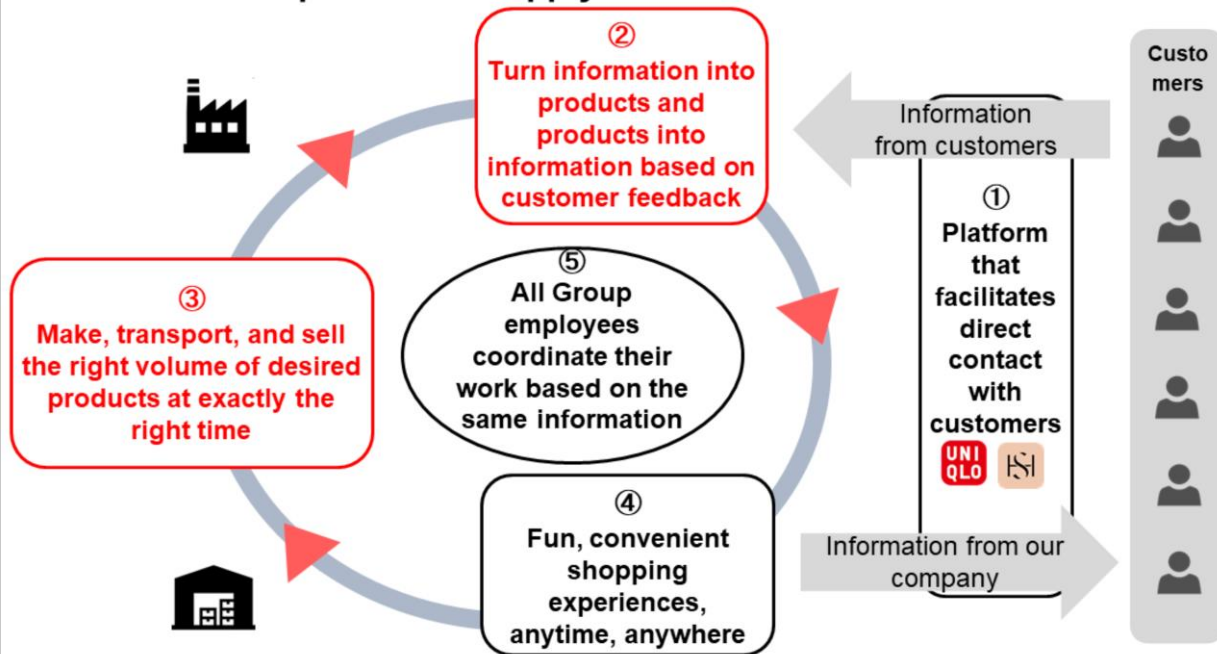 ②
Turn information into
products and
products into
information based on
customer feedback
Information
from customers
Custo
mers
①
Platform
that
facilitates
direct
contact
with
customers
UNI
QLO
③
Make, transport, and sell
the right volume of desired
products at exactly the
right time
⑤
All Group
employees
coordinate their
work based on the
same information
④
Fun, convenient
shopping
experiences,
anytime, anywhere
Information from our
company